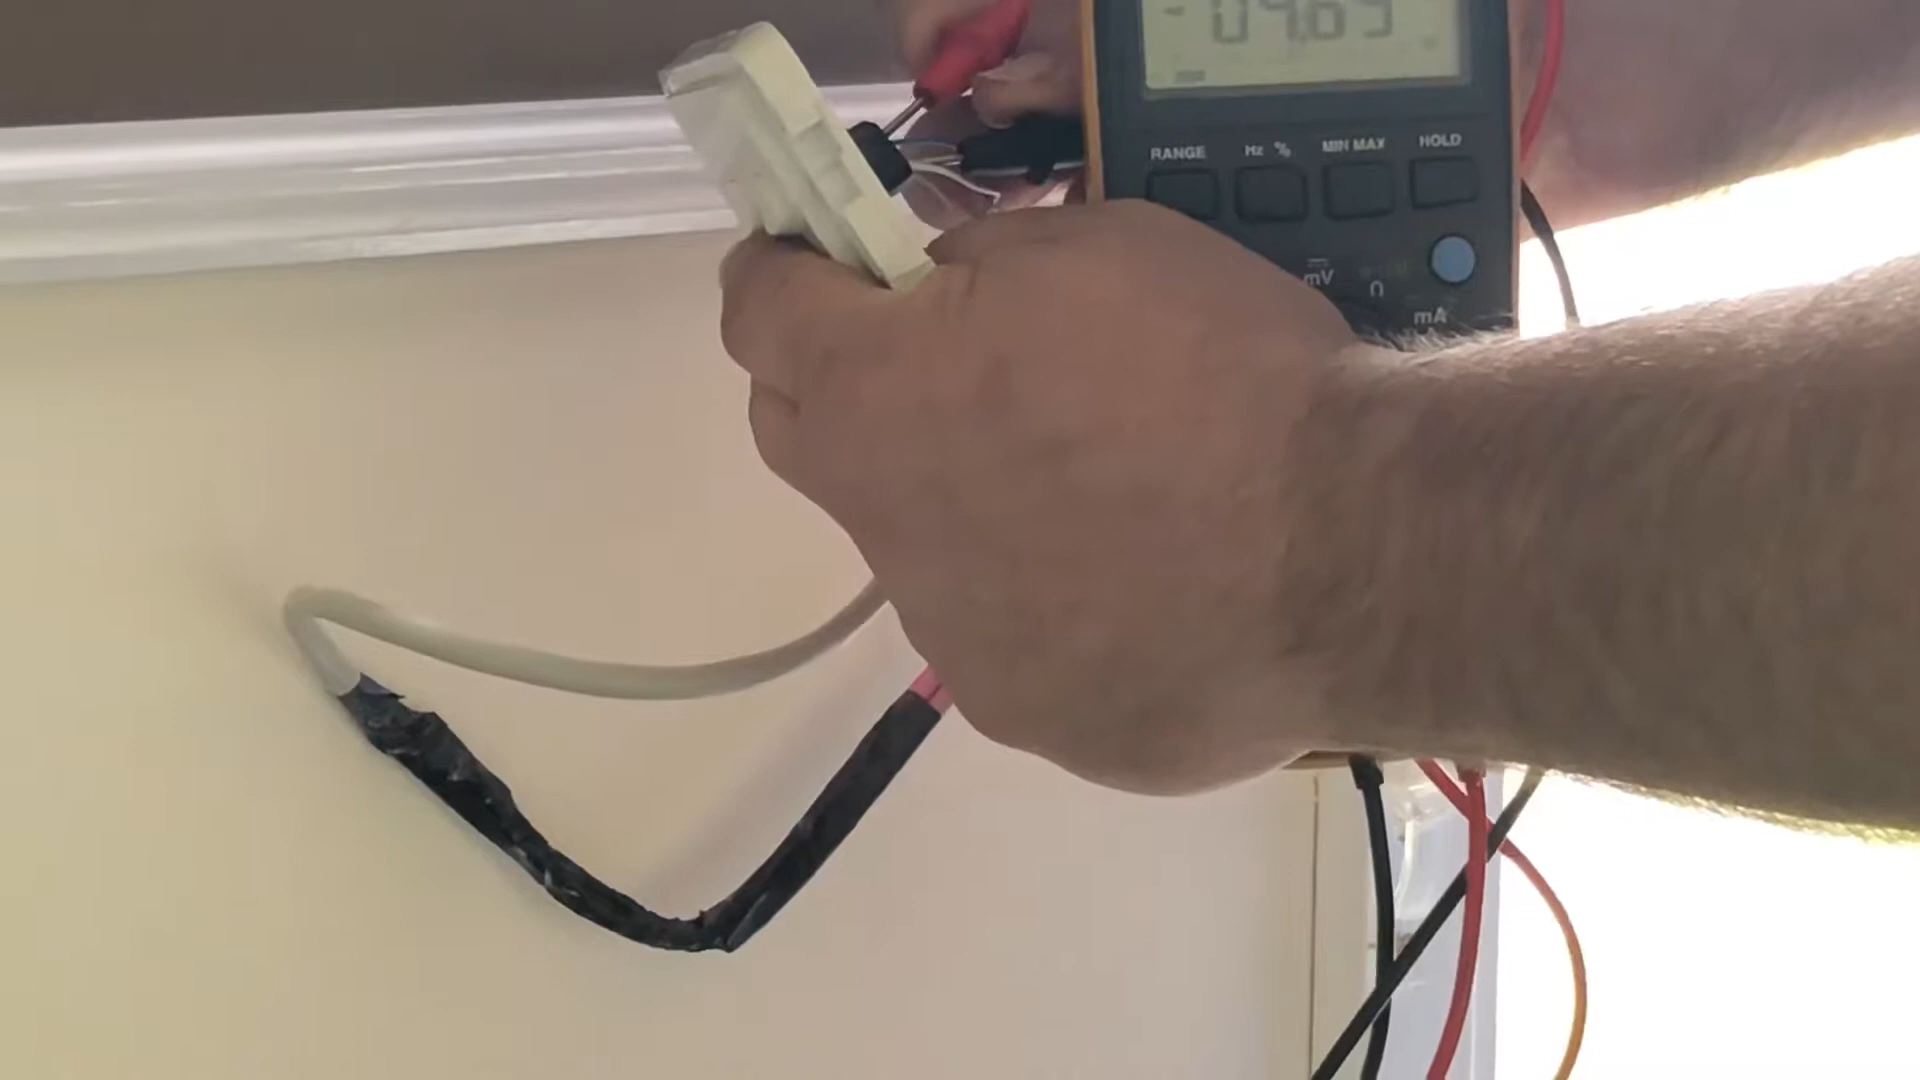 - 04.69
RANGE Hz % MIN MAX HOLD
mV Ω
mA